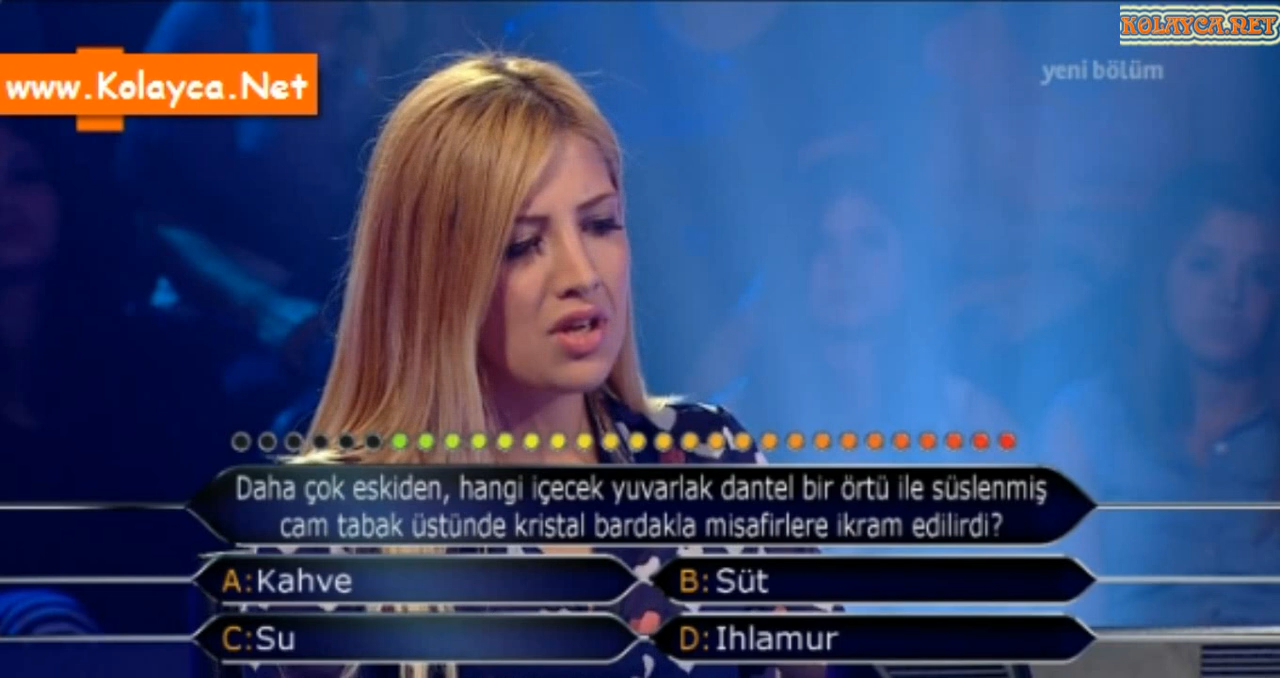 KOLAYCA.NET
www.Kolayca.Net
yeni bölüm
Daha çok eskiden, hangi içecek yuvarlak dantel bir örtü ile süslenmiş
cam tabak üstünde kristal bardakla misafirlere ikram edilirdi?
A: Kahve
B: Süt
C: Su
D: Ihlamur